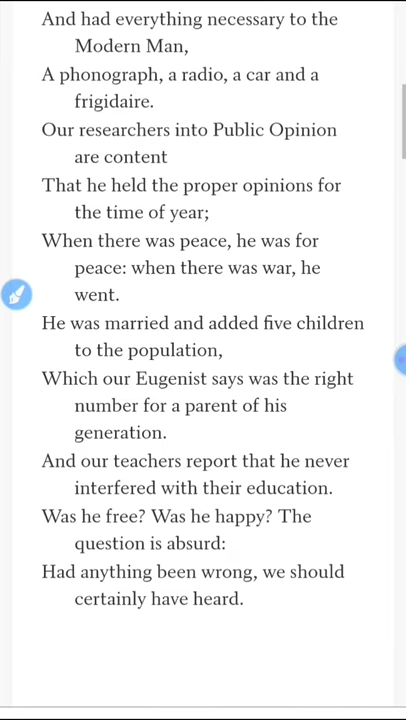 And had everything necessary to the
Modern Man,
A phonograph, a radio, a car and a
frigidaire.
Our researchers into Public Opinion
are content
That he held the proper opinions for
the time of year;
When there was peace, he was for
peace: when there was war, he
went.
He was married and added five children
to the population,
Which our Eugenist says was the right
number for a parent of his
generation.
And our teachers report that he never
interfered with their education.
Was he free? Was he happy? The
question is absurd:
Had anything been wrong, we should
certainly have heard.